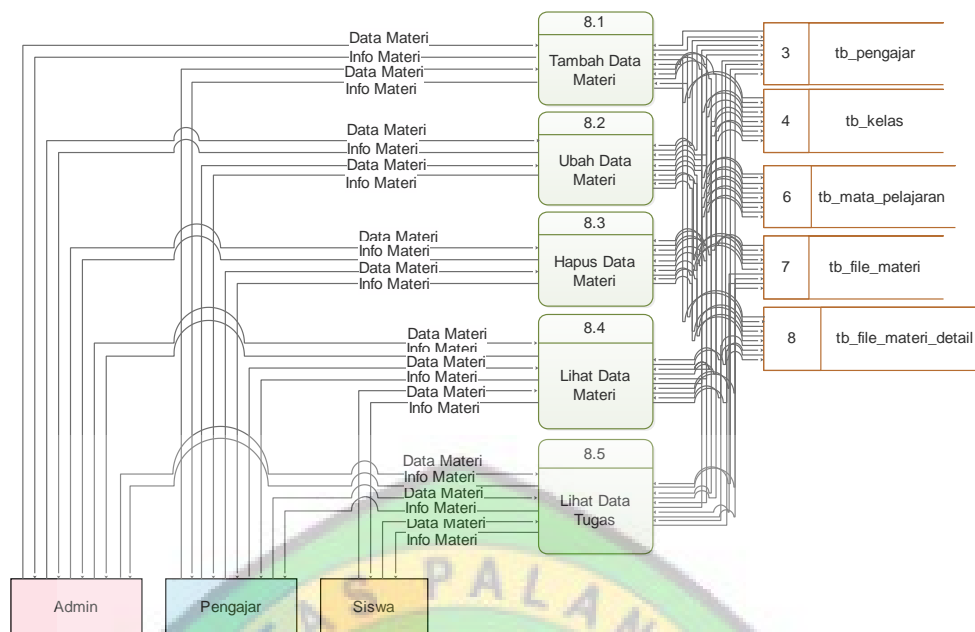 8.1
Tambah Data
Materi
Data Materi
Info Materi
Data Materi
Info Materi
8.2
Ubah Data
Materi
Data Materi
Info Materi
Data Materi
Info Materi
8.3
Hapus Data
Materi
Data Materi
Info Materi
Data Materi
Info Materi
8.4
Lihat Data
Materi
Data Materi
Info Materi
Data Materi
Info Materi
Data Materi
Info Materi
8.5
Lihat Data
Tugas
Data Materi
Info Materi
Data Materi
Info Materi
Data Materi
Info Materi
3 tb_pengajar
4 tb_kelas
6 tb_mata_pelajaran
7 tb_file_materi
8 tb_file_materi_detail
Admin
Pengajar
Siswa